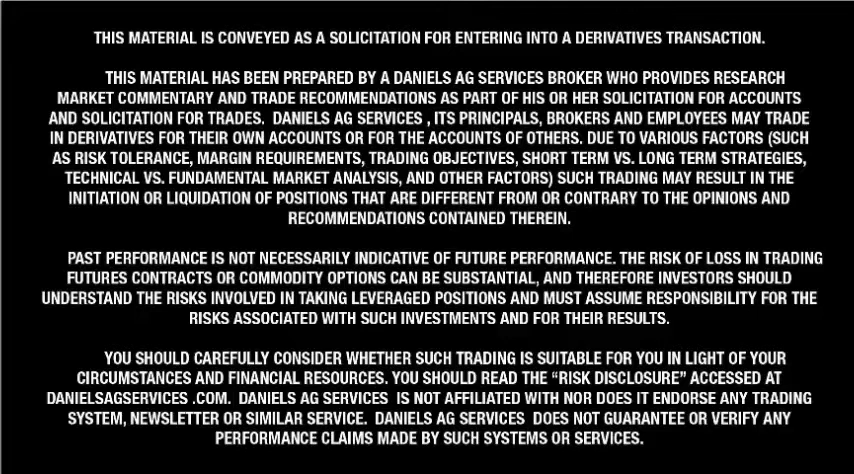 THIS MATERIAL IS CONVEYED AS A SOLICITATION FOR ENTERING INTO A DERIVATIVES TRANSACTION.
THIS MATERIAL HAS BEEN PREPARED BY A DANIELS AG SERVICES BROKER WHO PROVIDES RESEARCH
MARKET COMMENTARY AND TRADE RECOMMENDATIONS AS PART OF HIS OR HER SOLICITATION FOR ACCOUNTS
AND SOLICITATION FOR TRADES. DANIELS AG SERVICES , ITS PRINCIPALS, BROKERS AND EMPLOYEES MAY TRADE
IN DERIVATIVES FOR THEIR OWN ACCOUNTS OR FOR THE ACCOUNTS OF OTHERS. DUE TO VARIOUS FACTORS (SUCH
AS RISK TOLERANCE, MARGIN REQUIREMENTS, TRADING OBJECTIVES, SHORT TERM VS. LONG TERM STRATEGIES,
TECHNICAL VS. FUNDAMENTAL MARKET ANALYSIS, AND OTHER FACTORS) SUCH TRADING MAY RESULT IN THE
INITIATION OR LIQUIDATION OF POSITIONS THAT ARE DIFFERENT FROM OR CONTRARY TO THE OPINIONS AND
RECOMMENDATIONS CONTAINED THEREIN.
PAST PERFORMANCE IS NOT NECESSARILY INDICATIVE OF FUTURE PERFORMANCE. THE RISK OF LOSS IN TRADING
FUTURES CONTRACTS OR COMMODITY OPTIONS CAN BE SUBSTANTIAL, AND THEREFORE INVESTORS SHOULD
UNDERSTAND THE RISKS INVOLVED IN TAKING LEVERAGED POSITIONS AND MUST ASSUME RESPONSIBILITY FOR THE
RISKS ASSOCIATED WITH SUCH INVESTMENTS AND FOR THEIR RESULTS.
YOU SHOULD CAREFULLY CONSIDER WHETHER SUCH TRADING IS SUITABLE FOR YOU IN LIGHT OF YOUR
CIRCUMSTANCES AND FINANCIAL RESOURCES. YOU SHOULD READ THE “RISK DISCLOSURE” ACCESSED AT
DANIELSAGSERVICES .COM. DANIELS AG SERVICES IS NOT AFFILIATED WITH NOR DOES IT ENDORSE ANY TRADING
SYSTEM, NEWSLETTER OR SIMILAR SERVICE. DANIELS AG SERVICES DOES NOT GUARANTEE OR VERIFY ANY
PERFORMANCE CLAIMS MADE BY SUCH SYSTEMS OR SERVICES.